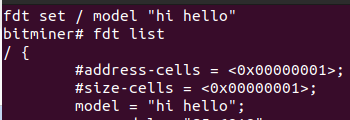 fdt set / model "hi hello"
bitminer# fdt list
/ {
#address-cells = <0x00000001>;
#size-cells = <0x00000001>;
model = "hi hello";